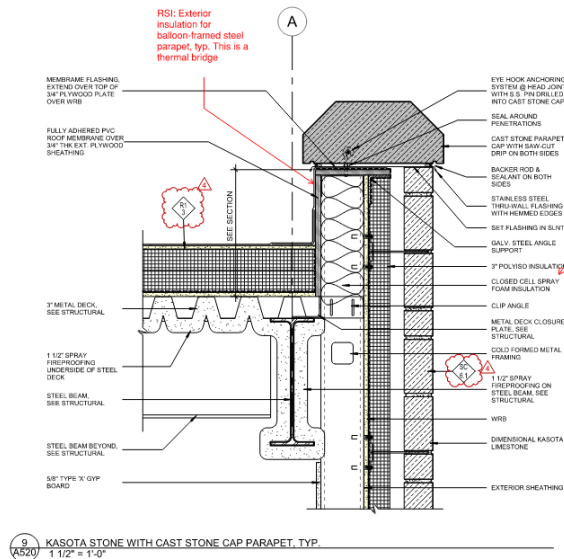 RSI: Exterior
insulation for
balloon-framed steel
parapet, typ. This is a
thermal bridge
A
MEMBRANE FLASHING,
EXTEND OVER TOP OF
3/4" PLYWOOD PLATE
OVER WRB
FULLY ADHERED PVC
ROOF MEMBRANE OVER
3/4" THK EXT. PLYWOOD
SHEATHING
4
R1
3
SEE SECTION
3" METAL DECK,
SEE STRUCTURAL
1 1/2" SPRAY
FIREPROOFING
UNDERSIDE OF STEEL
DECK
STEEL BEAM,
SEE STRUCTURAL
STEEL BEAM BEYOND,
SEE STRUCTURAL
5/8" TYPE 'X' GYP
BOARD
EYE HOOK ANCHORING
SYSTEM @ HEAD JOINT
WITH S.S. PIN DRILLED
INTO CAST STONE CAP
SEAL AROUND
PENETRATIONS
CAST STONE PARAPET
CAP WITH SAW-CUT
DRIP ON BOTH SIDES
BACKER ROD &
SEALANT ON BOTH
SIDES
STAINLESS STEEL
THRU-WALL FLASHING
WITH HEMMED EDGES
SET FLASHING IN SLNT
GALV. STEEL ANGLE
SUPPORT
3" POLYISO INSULATION
CLOSED CELL SPRAY
FOAM INSULATION
CLIP ANGLE
METAL DECK CLOSURE
PLATE, SEE
STRUCTURAL
COLD FORMED METAL
FRAMING
SC
6.1
4
1 1/2" SPRAY
FIREPROOFING ON
STEEL BEAM, SEE
STRUCTURAL
WRB
DIMENSIONAL KASOTA
LIMESTONE
EXTERIOR SHEATHING
9
A520
KASOTA STONE WITH CAST STONE CAP PARAPET, TYP.
1 1/2" = 1'-0"